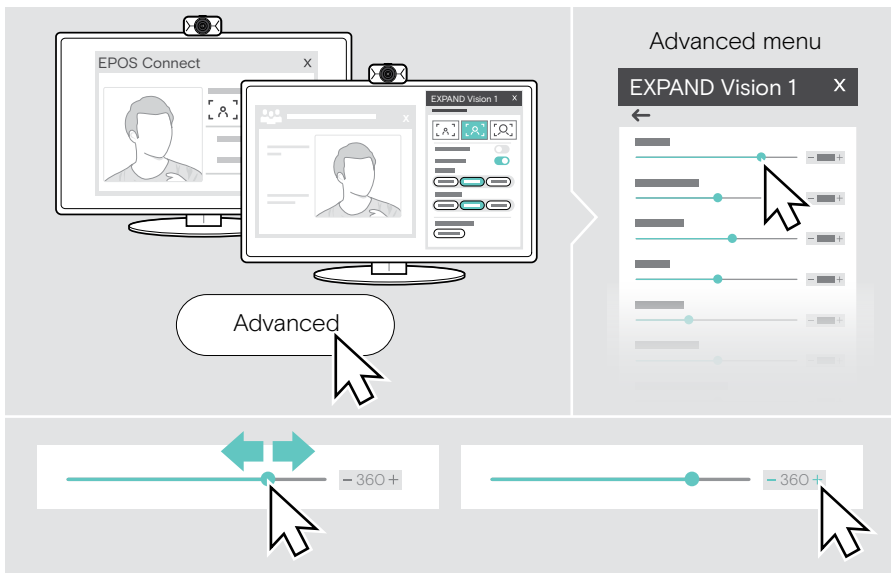 EPOS Connect x
EXPAND Vision 1 x
x
Advanced
Advanced menu
EXPAND Vision 1 x
- +
- +
- +
- +
- +
- +
- 360 +
- 360 +